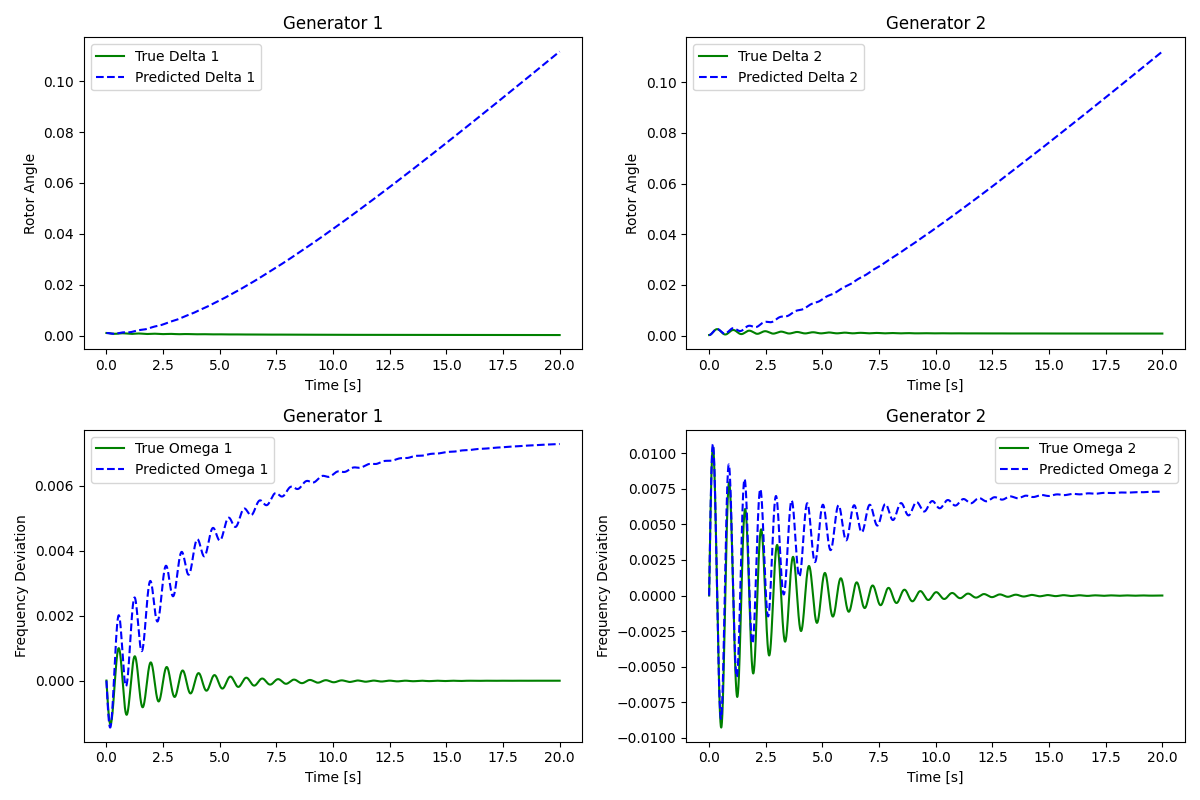 Generator 1
True Delta 1
Predicted Delta 1
Rotor Angle
0.10
0.08
0.06
0.04
0.02
0.00
0.0 2.5 5.0 7.5 10.0 12.5 15.0 17.5 20.0
Time [s]
Generator 2
True Delta 2
Predicted Delta 2
Rotor Angle
0.10
0.08
0.06
0.04
0.02
0.00
0.0 2.5 5.0 7.5 10.0 12.5 15.0 17.5 20.0
Time [s]
Generator 1
True Omega 1
Predicted Omega 1
Frequency Deviation
0.006
0.004
0.002
0.000
0.0 2.5 5.0 7.5 10.0 12.5 15.0 17.5 20.0
Time [s]
Generator 2
True Omega 2
Predicted Omega 2
Frequency Deviation
0.0100
0.0075
0.0050
0.0025
0.0000
−0.0025
−0.0050
−0.0075
−0.0100
0.0 2.5 5.0 7.5 10.0 12.5 15.0 17.5 20.0
Time [s]